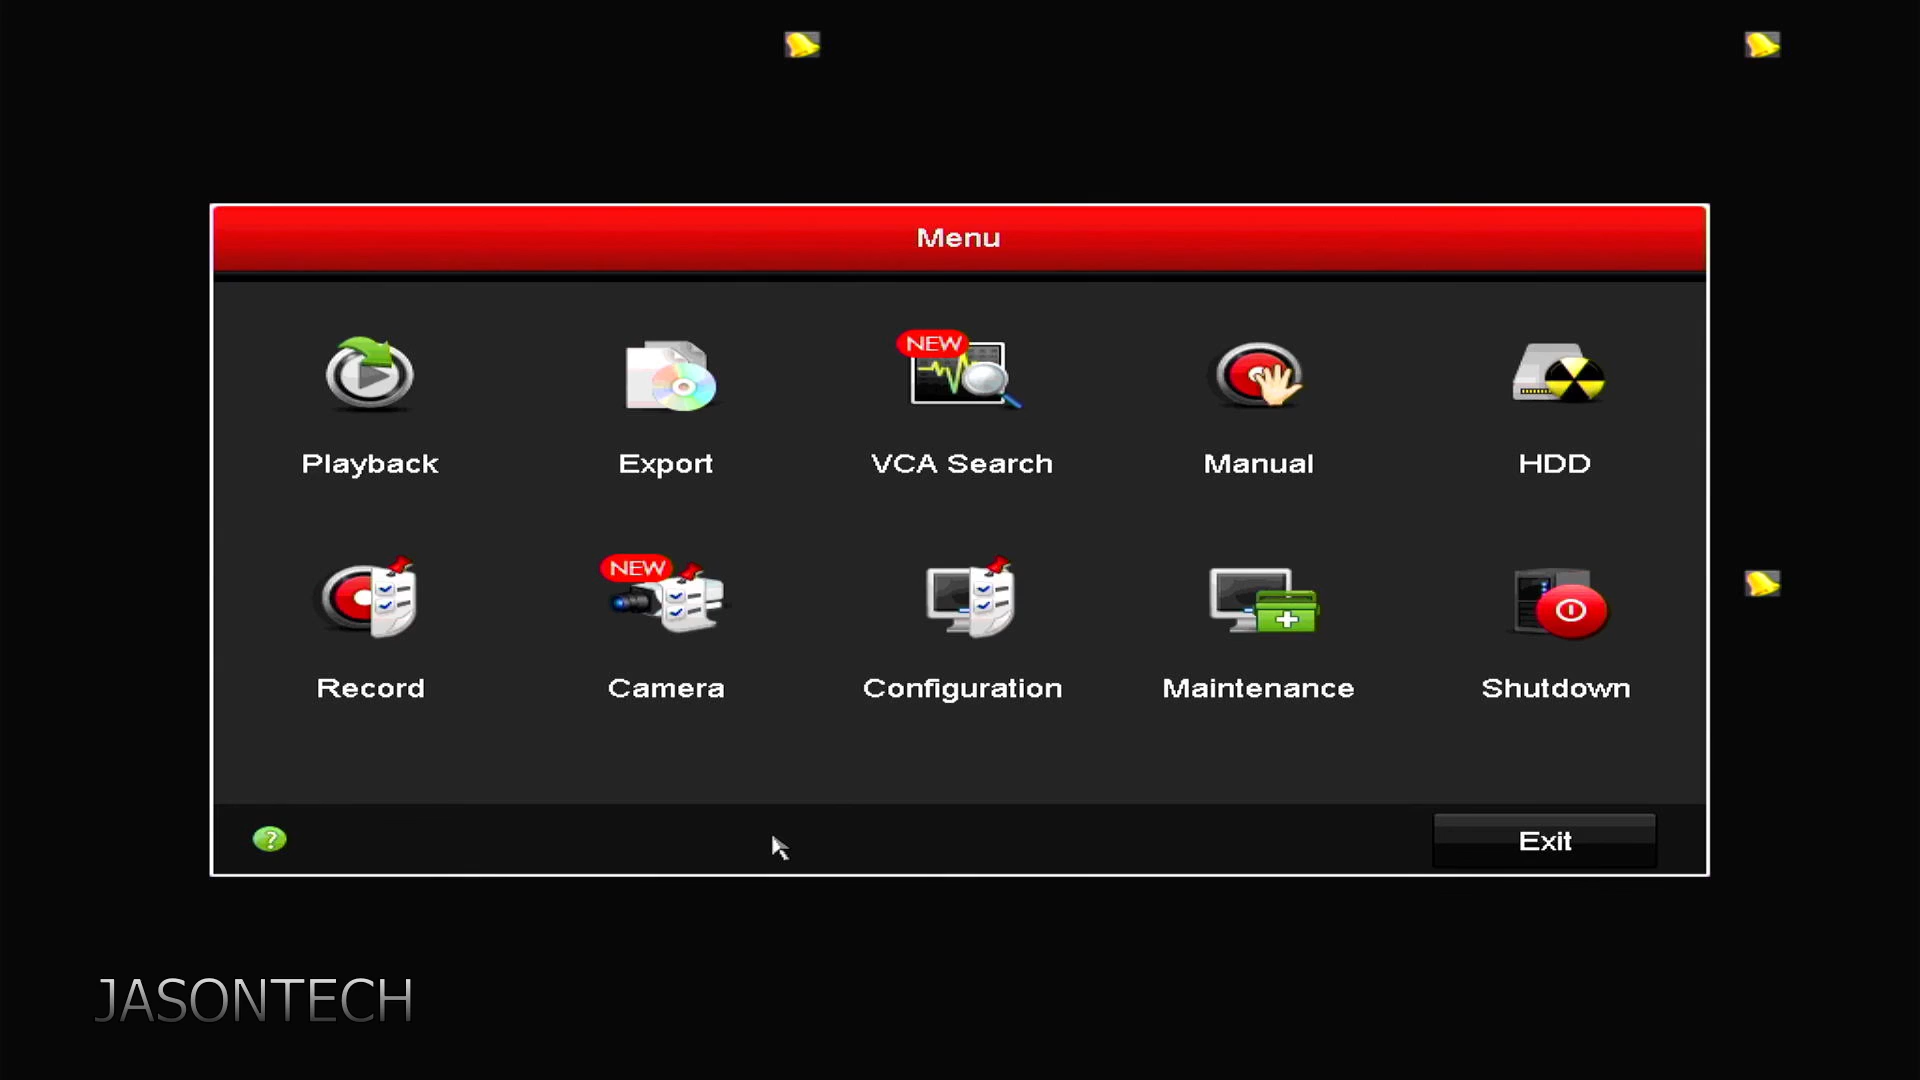 Menu
NEW
Playback Export VCA Search Manual HDD
NEW
Record Camera Configuration Maintenance Shutdown
? Exit
JASONTECH